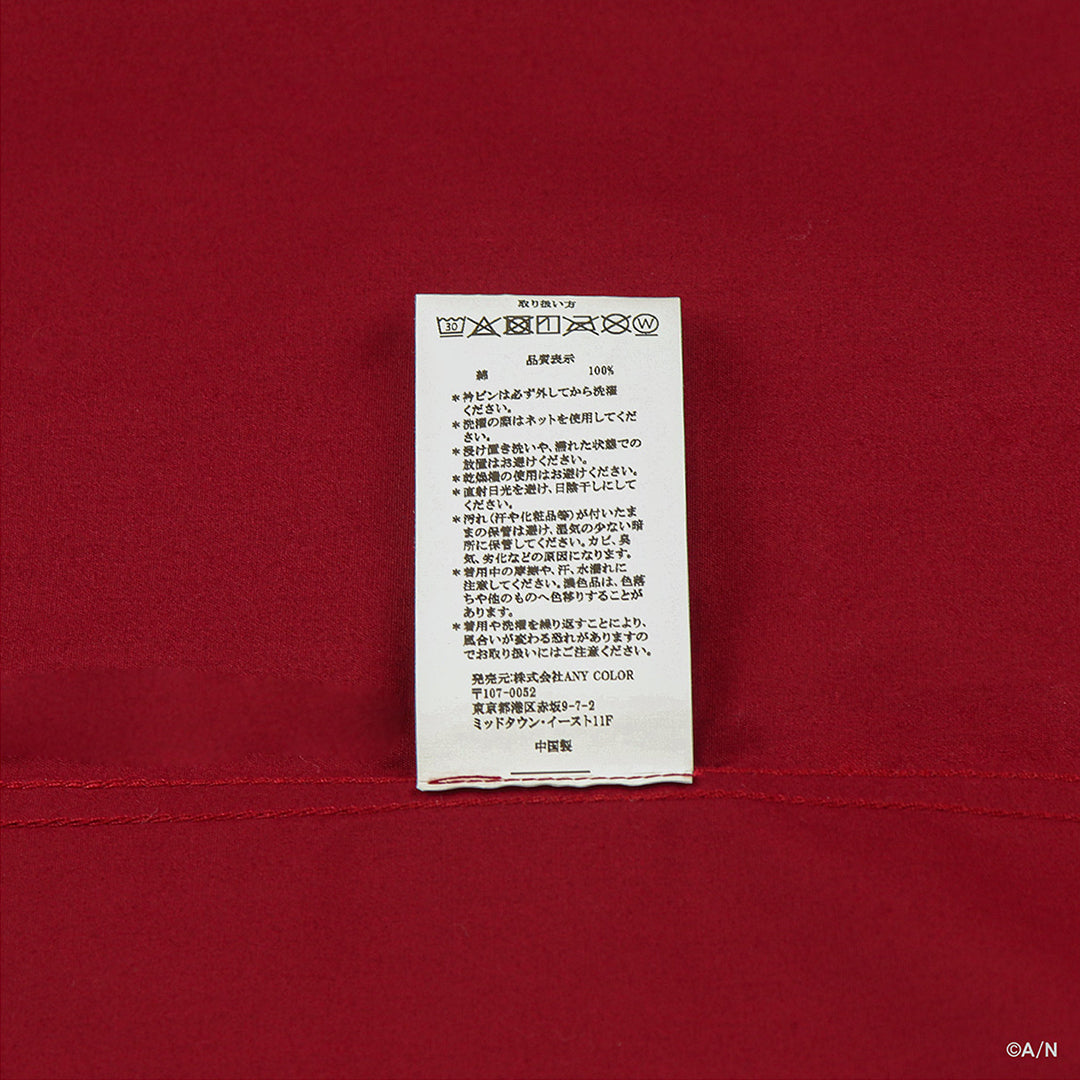 取り扱い方
30 W
品質表示
綿 100%
*衿ピンは必ず外してから洗濯
ください。
*洗濯の際はネットを使用してくだ
さい。
*浸け置き洗いや、濡れた状態での
放置はお避けください。
*乾燥機の使用はお避けください。
*直射日光を避け、日陰干しにして
ください。
*汚れ(汗や化粧品等)が付いたま
まの保管は避け、湿気の少ない暗
所に保管してください。カビ、臭
気、劣化などの原因になります。
*着用中の摩擦や、汗、水濡れに
注意してください。濃色品は、色落
ちや他のものへ色移りすることが
あります。
*着用や洗濯を繰り返すことにより、
風合いが変わる恐れがありますの
でお取り扱いにはご注意ください。
発売元:株式会社ANY COLOR
〒107-0052
東京都港区赤坂9-7-2
ミッドタウン・イースト11F
中国製
©A/N